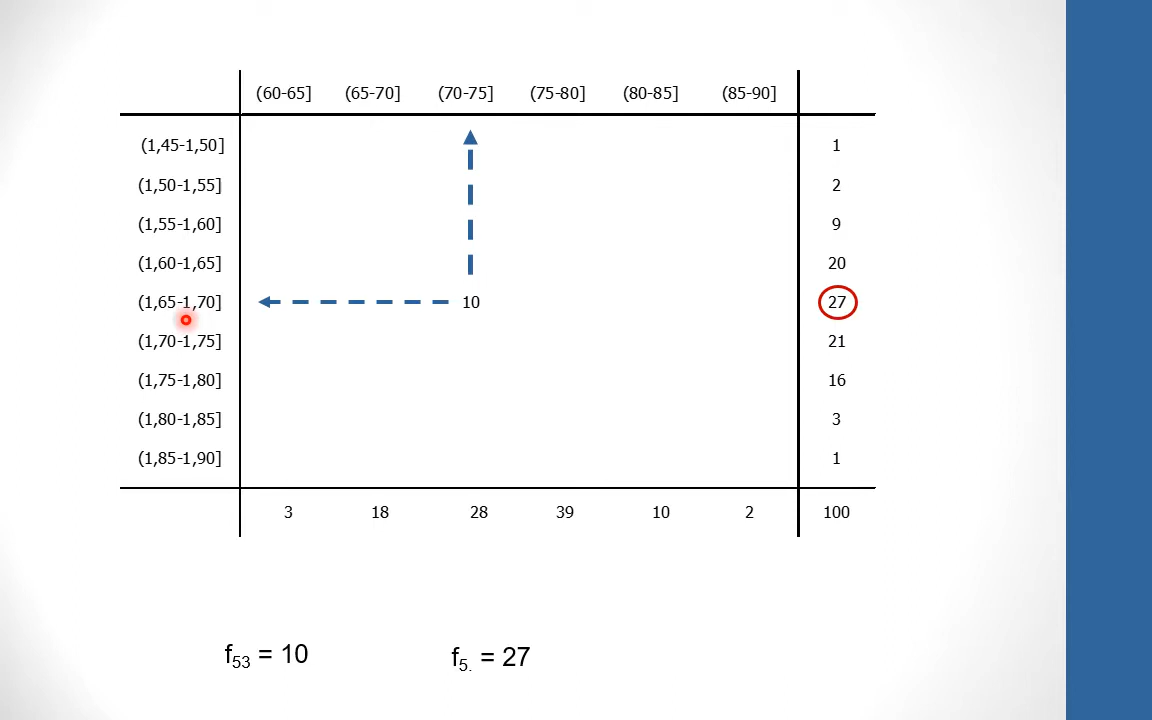 (60-65] (65-70] (70-75] (75-80] (80-85] (85-90]
(1,45-1,50] 1
(1,50-1,55] 2
(1,55-1,60] 9
(1,60-1,65] 20
(1,65-1,70] 10 27
(1,70-1,75] 21
(1,75-1,80] 16
(1,80-1,85] 3
(1,85-1,90] 1
3 18 28 39 10 2 100
f53 = 10 f5. = 27